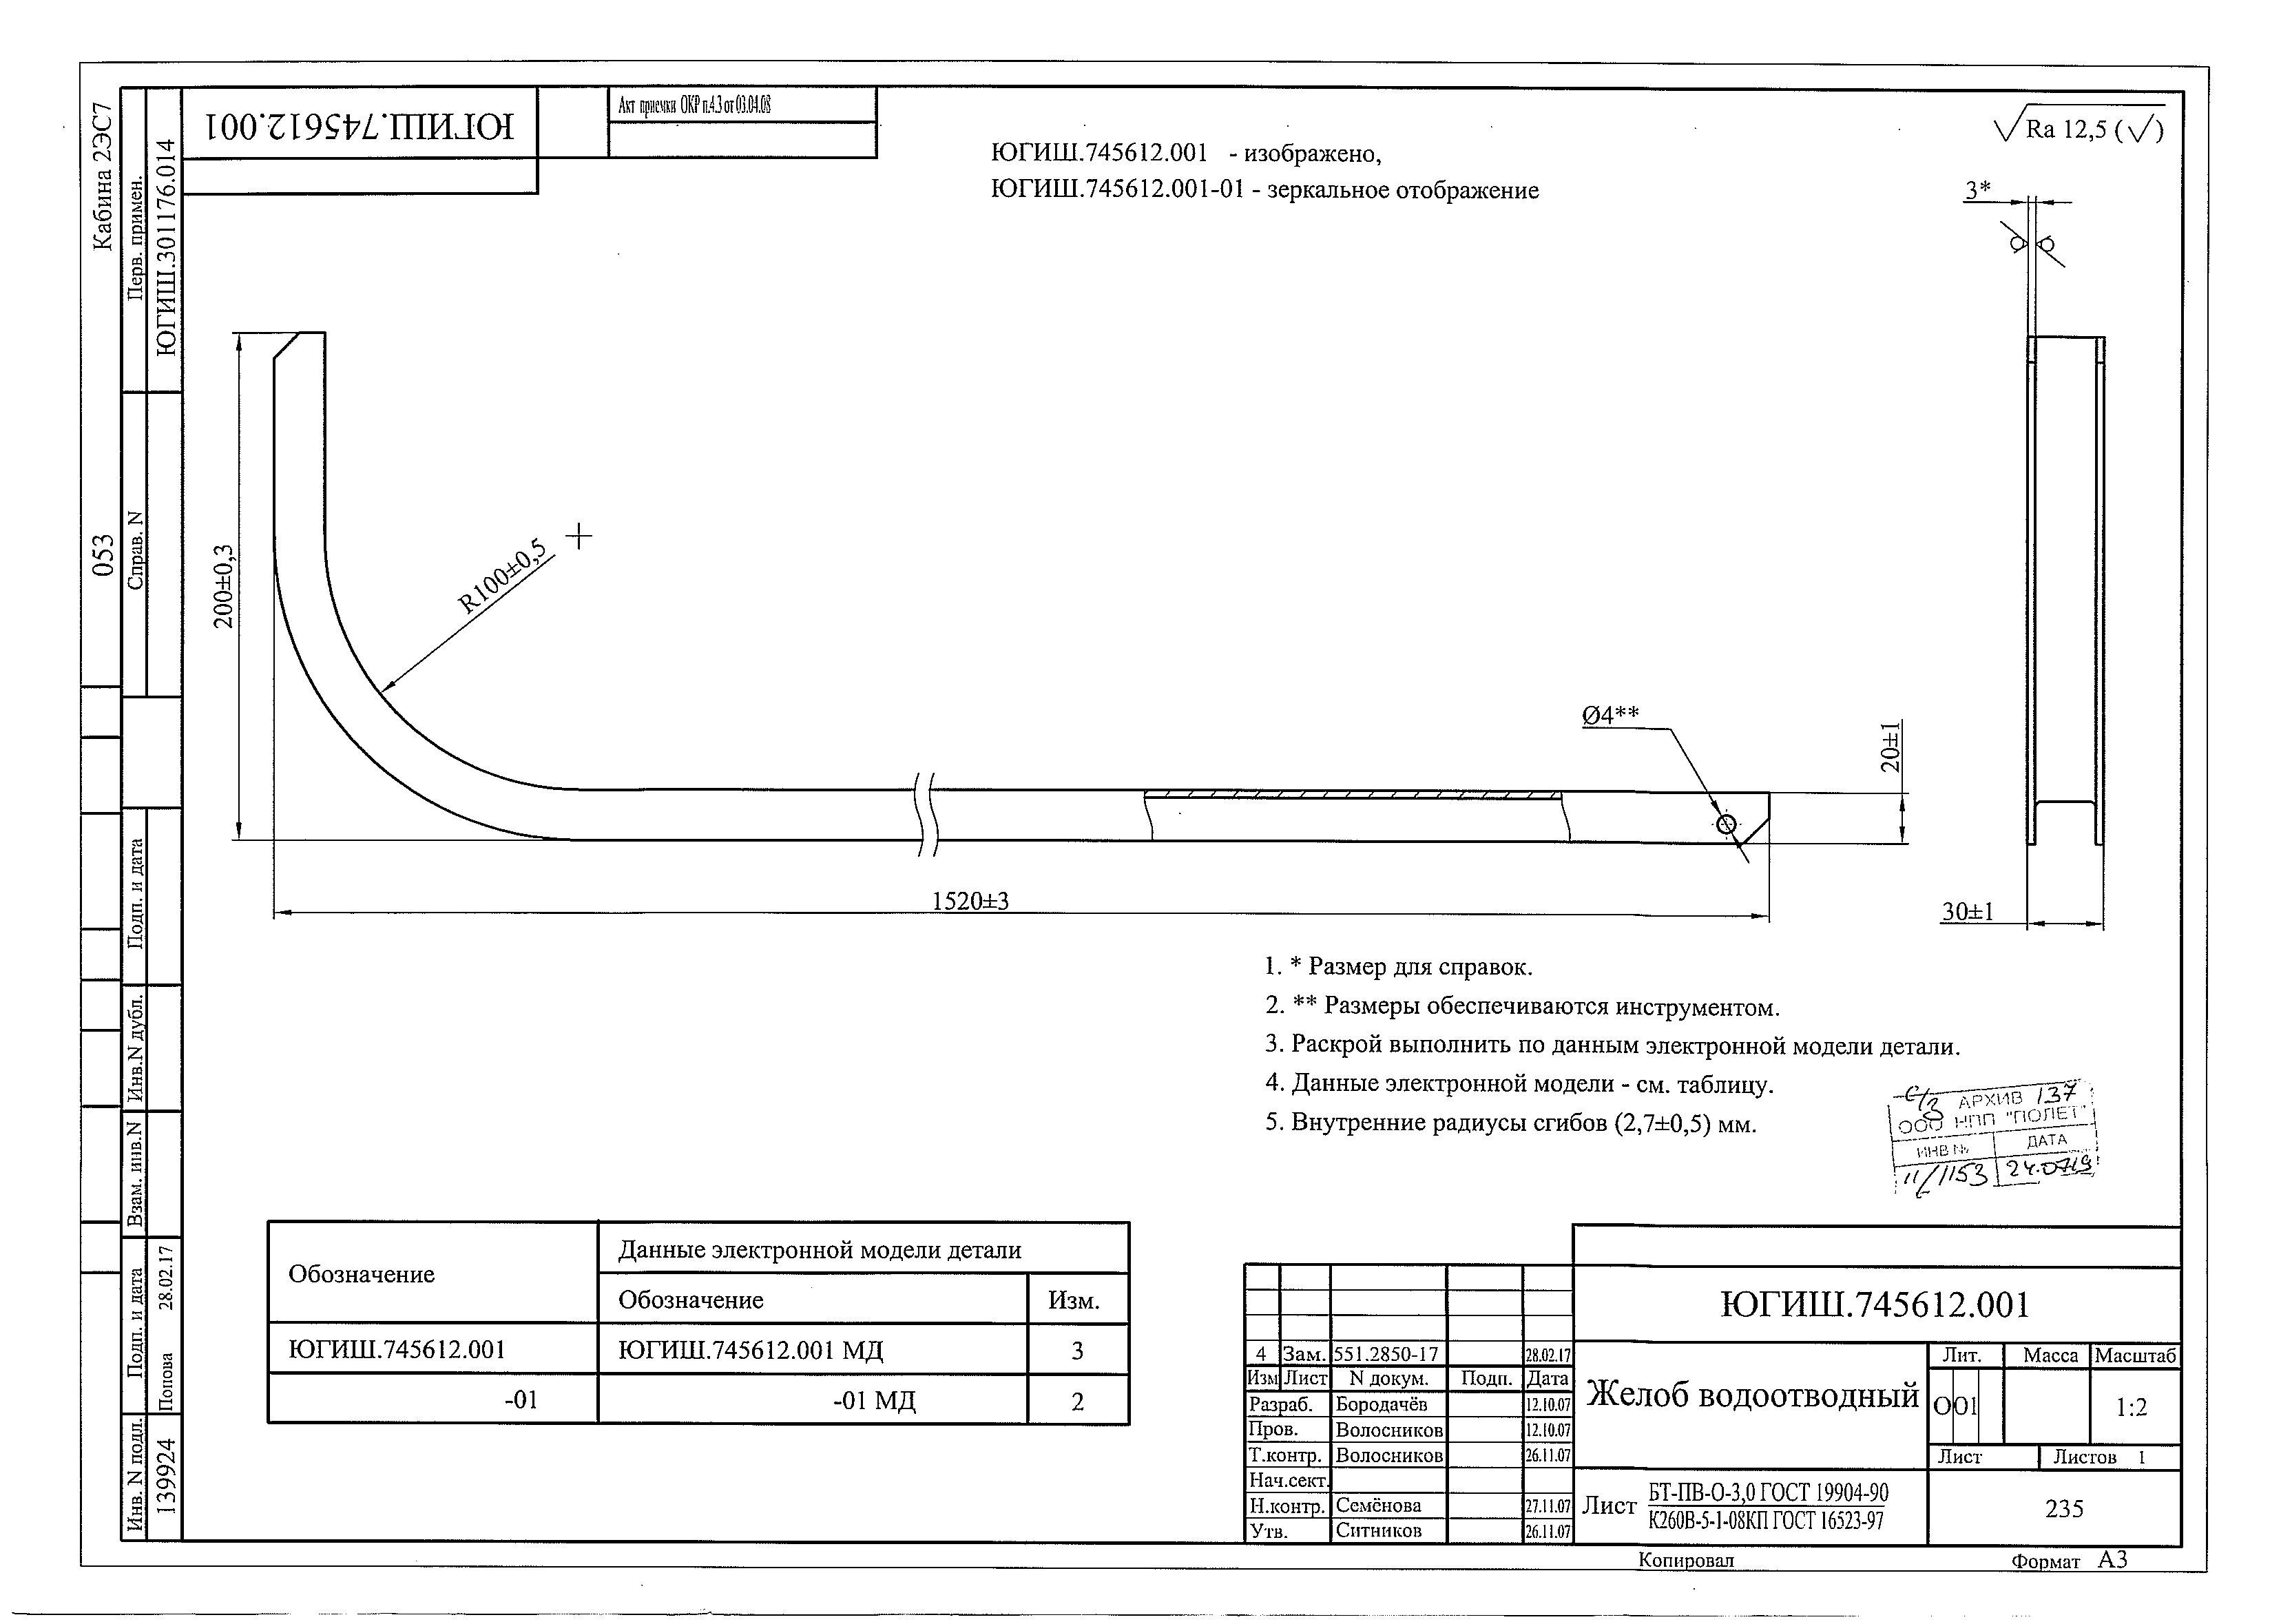 Кабина 2ЭС7
053
Перв. примен.
ЮГИШ.301176.014
Справ. N
Подп. и дата
Инв.N дубл.
Взам. инв.N
Подп. и дата
Попова 28.02.17
Инв. N подл.
139924
ЮГИШ.745612.001
Акт приемки ОКР п.4.3 от 03.04.08
ЮГИШ.745612.001 - изображено,
ЮГИШ.745612.001-01 - зеркальное отображение
Ra 12,5 (√)
3*
200±0,3
R100±0,5
Ø4**
20±1
1520±3
30±1
1. * Размер для справок.
2. ** Размеры обеспечиваются инструментом.
3. Раскрой выполнить по данным электронной модели детали.
4. Данные электронной модели - см. таблицу.
5. Внутренние радиусы сгибов (2,7±0,5) мм.
АРХИВ 137
ООО НПП "ПОЛЕТ"
ИНВ № ДАТА
11/1153 24.0719
Обозначение Данные электронной модели детали
Обозначение Изм.
ЮГИШ.745612.001 ЮГИШ.745612.001 МД 3
-01 -01 МД 2
ЮГИШ.745612.001
4 Зам. 551.2850-17 28.02.17
Изм Лист N докум. Подп. Дата
Разраб. Бородачёв 12.10.07
Пров. Волосников 12.10.07
Т.контр. Волосников 26.11.07
Нач.сект.
Н.контр. Семёнова 27.11.07
Утв. Ситников 26.11.07
Желоб водоотводный
Лит. Масса Масштаб
О О1 1:2
Лист Листов 1
Лист БТ-ПВ-О-3,0 ГОСТ 19904-90
К260В-5-1-08КП ГОСТ 16523-97
235
Копировал Формат А3